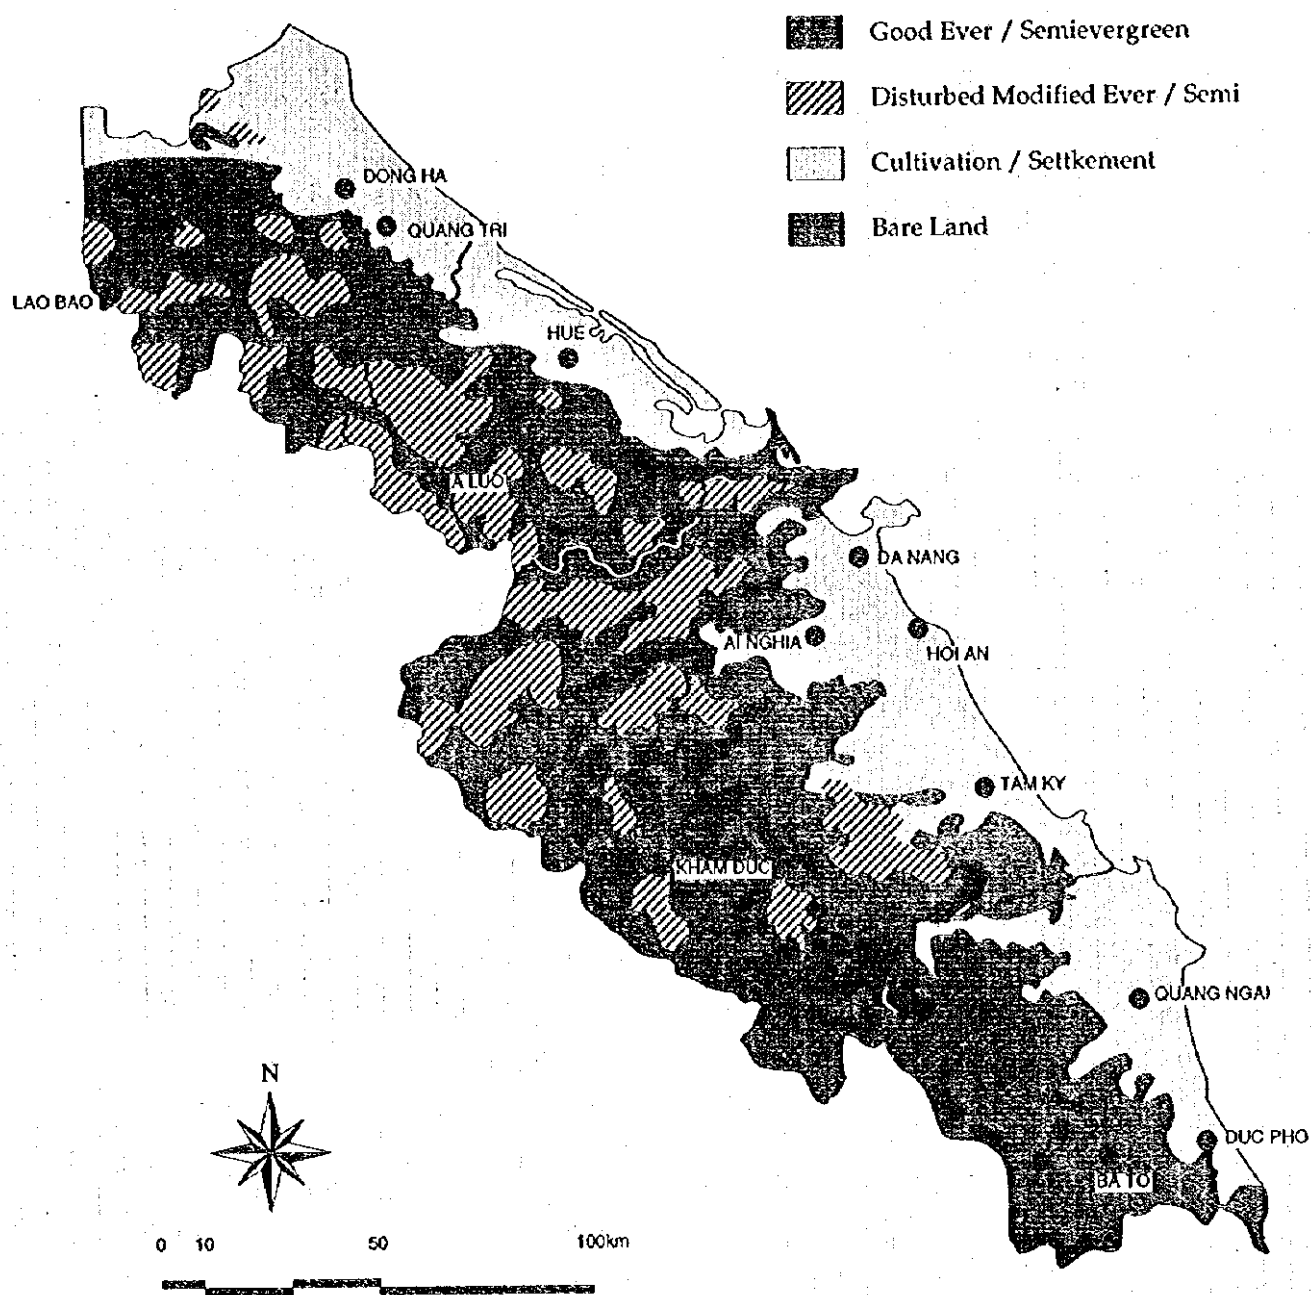 Good Ever / Semievergreen
Disturbed Modified Ever / Semi
Cultivation / Settkement
Bare Land
DONG HA
QUANG TRI
LAO BAO
HUE
A LUO
DA NANG
AI NGHIA
HOI AN
TAM KY
KHAM DUC
QUANG NGAI
DUC PHO
BA TO
N
0 10 50 100km